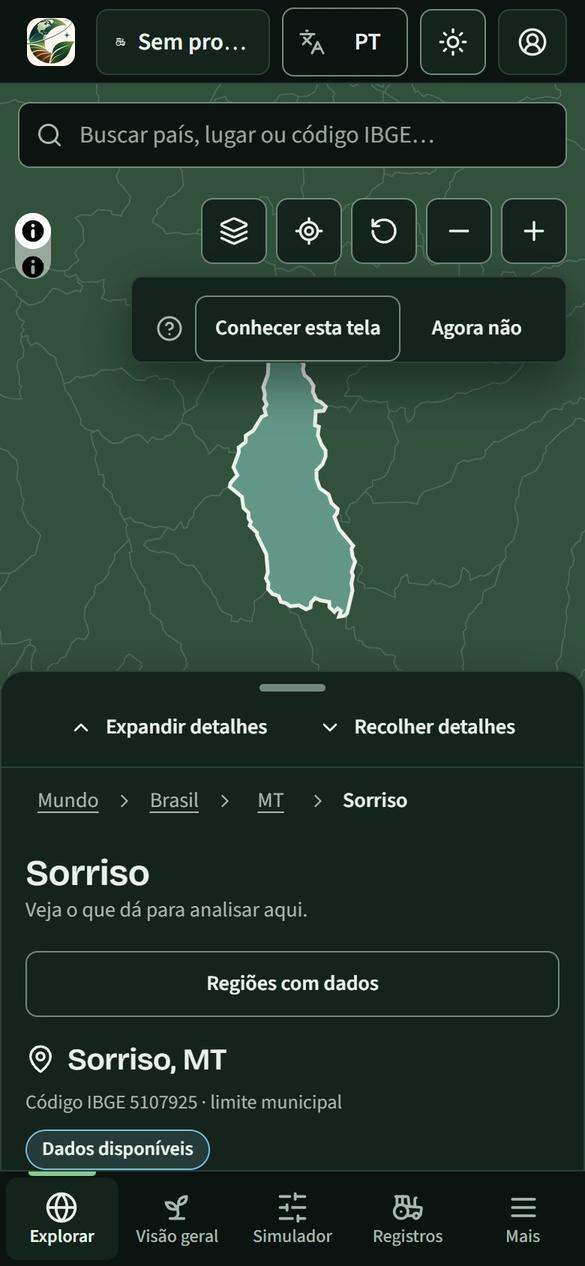 Sem pro…
PT
Buscar país, lugar ou código IBGE…
Conhecer esta tela
Agora não
Expandir detalhes
Recolher detalhes
Mundo
Brasil
MT
Sorriso
Sorriso
Veja o que dá para analisar aqui.
Regiões com dados
Sorriso, MT
Código IBGE 5107925 · limite municipal
Dados disponíveis
Explorar
Visão geral
Simulador
Registros
Mais